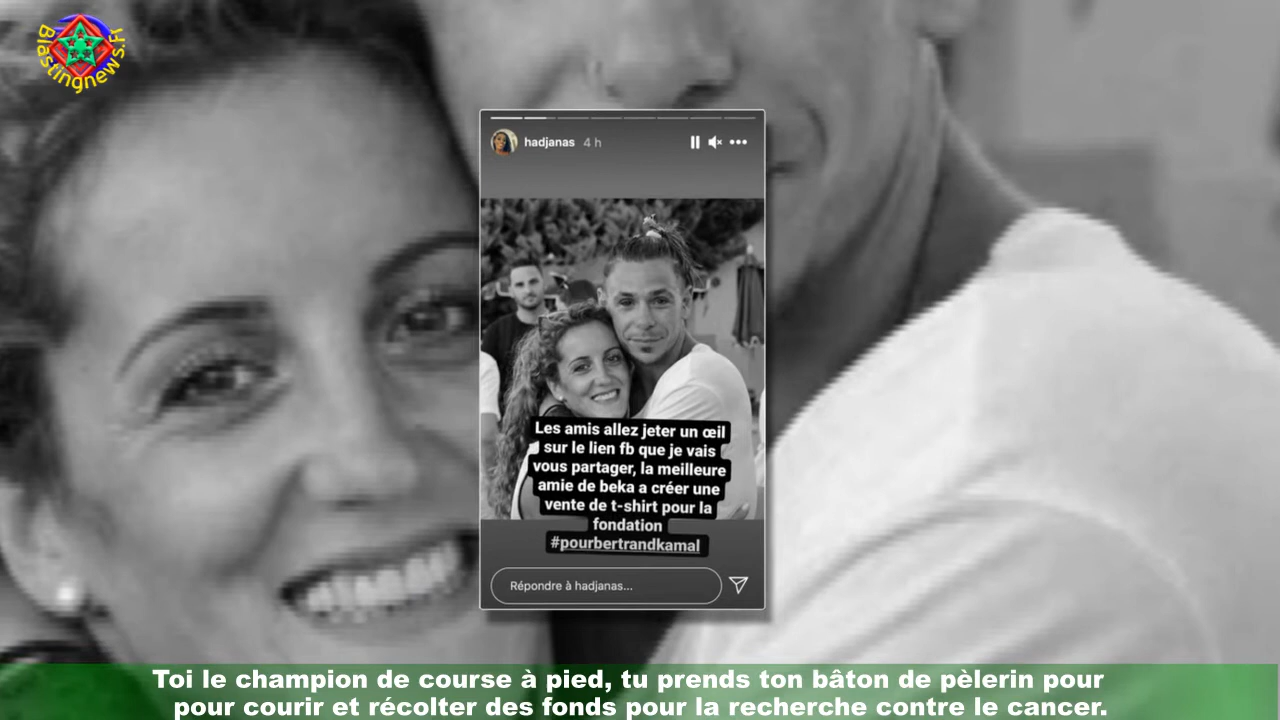 Blastingnews.Fr
hadjanas 4 h
Les amis allez jeter un œil
sur le lien fb que je vais
vous partager, la meilleure
amie de beka a créer une
vente de t-shirt pour la
fondation
#pourbertrandkamal
Répondre à hadjanas...
Toi le champion de course à pied, tu prends ton bâton de pèlerin pour
pour courir et récolter des fonds pour la recherche contre le cancer.